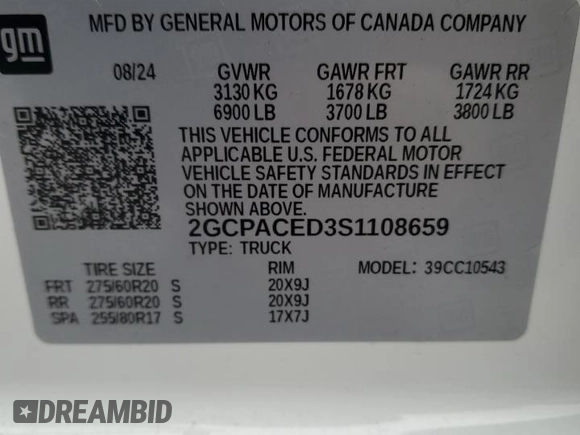 gm
MFD BY GENERAL MOTORS OF CANADA COMPANY
08/24 GVWR GAWR FRT GAWR RR
3130 KG 1678 KG 1724 KG
6900 LB 3700 LB 3800 LB
THIS VEHICLE CONFORMS TO ALL
APPLICABLE U.S. FEDERAL MOTOR
VEHICLE SAFETY STANDARDS IN EFFECT
ON THE DATE OF MANUFACTURE
SHOWN ABOVE.
2GCPACED3S1108659
TYPE: TRUCK
TIRE SIZE RIM MODEL: 39CC10543
FRT 275/60R20 S 20X9J
RR 275/60R20 S 20X9J
SPA 255/80R17 S 17X7J
DREAMBID